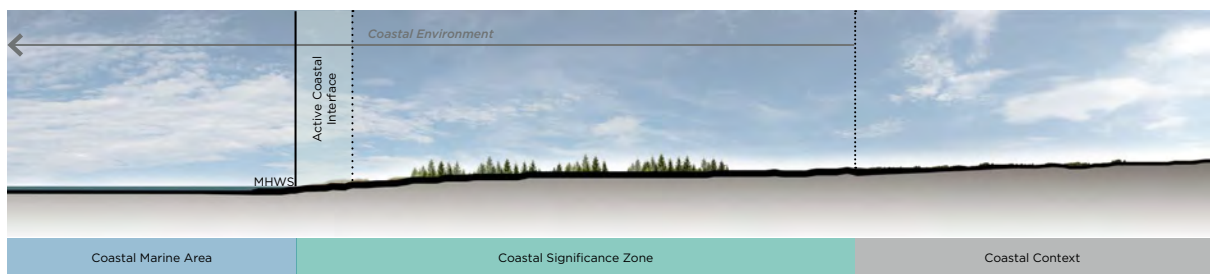 Coastal Environment
Active Coastal
Interface
MHWS
Coastal Marine Area
Coastal Significance Zone
Coastal Context